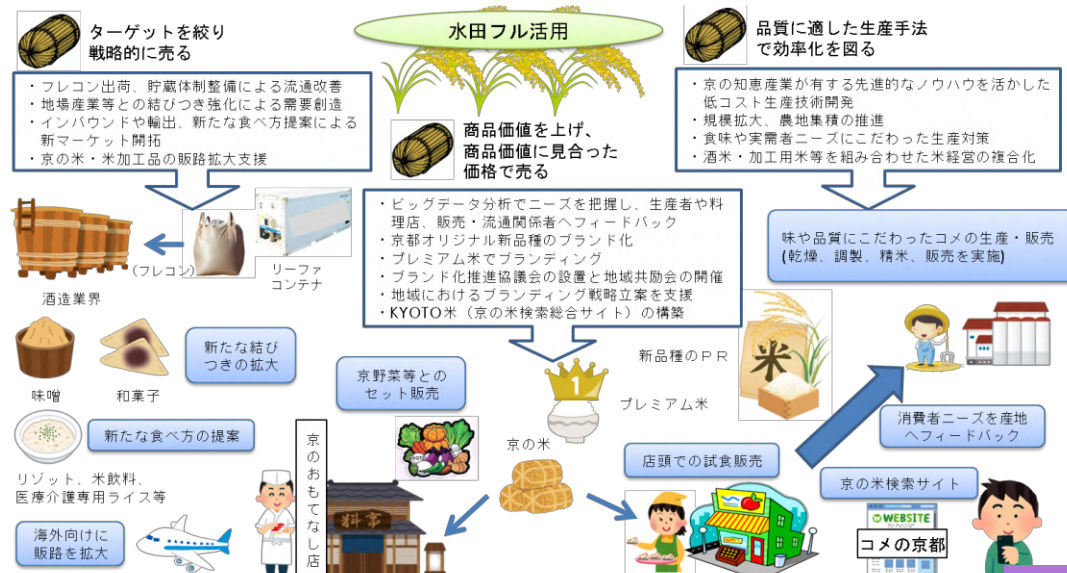 水田フル活用
ターゲットを絞り
戦略的に売る
・フレコン出荷、貯蔵体制整備による流通改善
・地場産業等との結びつき強化による需要創造
・インバウンドや輸出、新たな食べ方提案による
新マーケット開拓
・京の米・米加工品の販路拡大支援
商品価値を上げ、
商品価値に見合った
価格で売る
・ビッグデータ分析でニーズを把握し、生産者や料
理店、販売・流通関係者へフィードバック
・京都オリジナル新品種のブランド化
・プレミアム米でブランディング
・ブランド化推進協議会の設置と地域共励会の開催
・地域におけるブランディング戦略立案を支援
・KYOTO米（京の米検索総合サイト）の構築
品質に適した生産手法
で効率化を図る
・京の知恵産業が有する先進的なノウハウを活かした
低コスト生産技術開発
・規模拡大、農地集積の推進
・食味や実需者ニーズにこだわった生産対策
・酒米・加工用米等を組み合わせた米経営の複合化
味や品質にこだわったコメの生産・販売
(乾燥、調製、精米、販売を実施)
(フレコン)
リーファ
コンテナ
酒造業界
味噌
和菓子
新たな結び
つきの拡大
新たな食べ方の提案
リゾット、米飲料、
医療介護専用ライス等
海外向けに
販路を拡大
京野菜等との
セット販売
京のおもてなし店
料亭
KYOTO
1
プレミアム米
京の米
新品種のＰＲ
米
店頭での試食販売
消費者ニーズを産地
へフィードバック
京の米検索サイト
WEBSITE
コメの京都